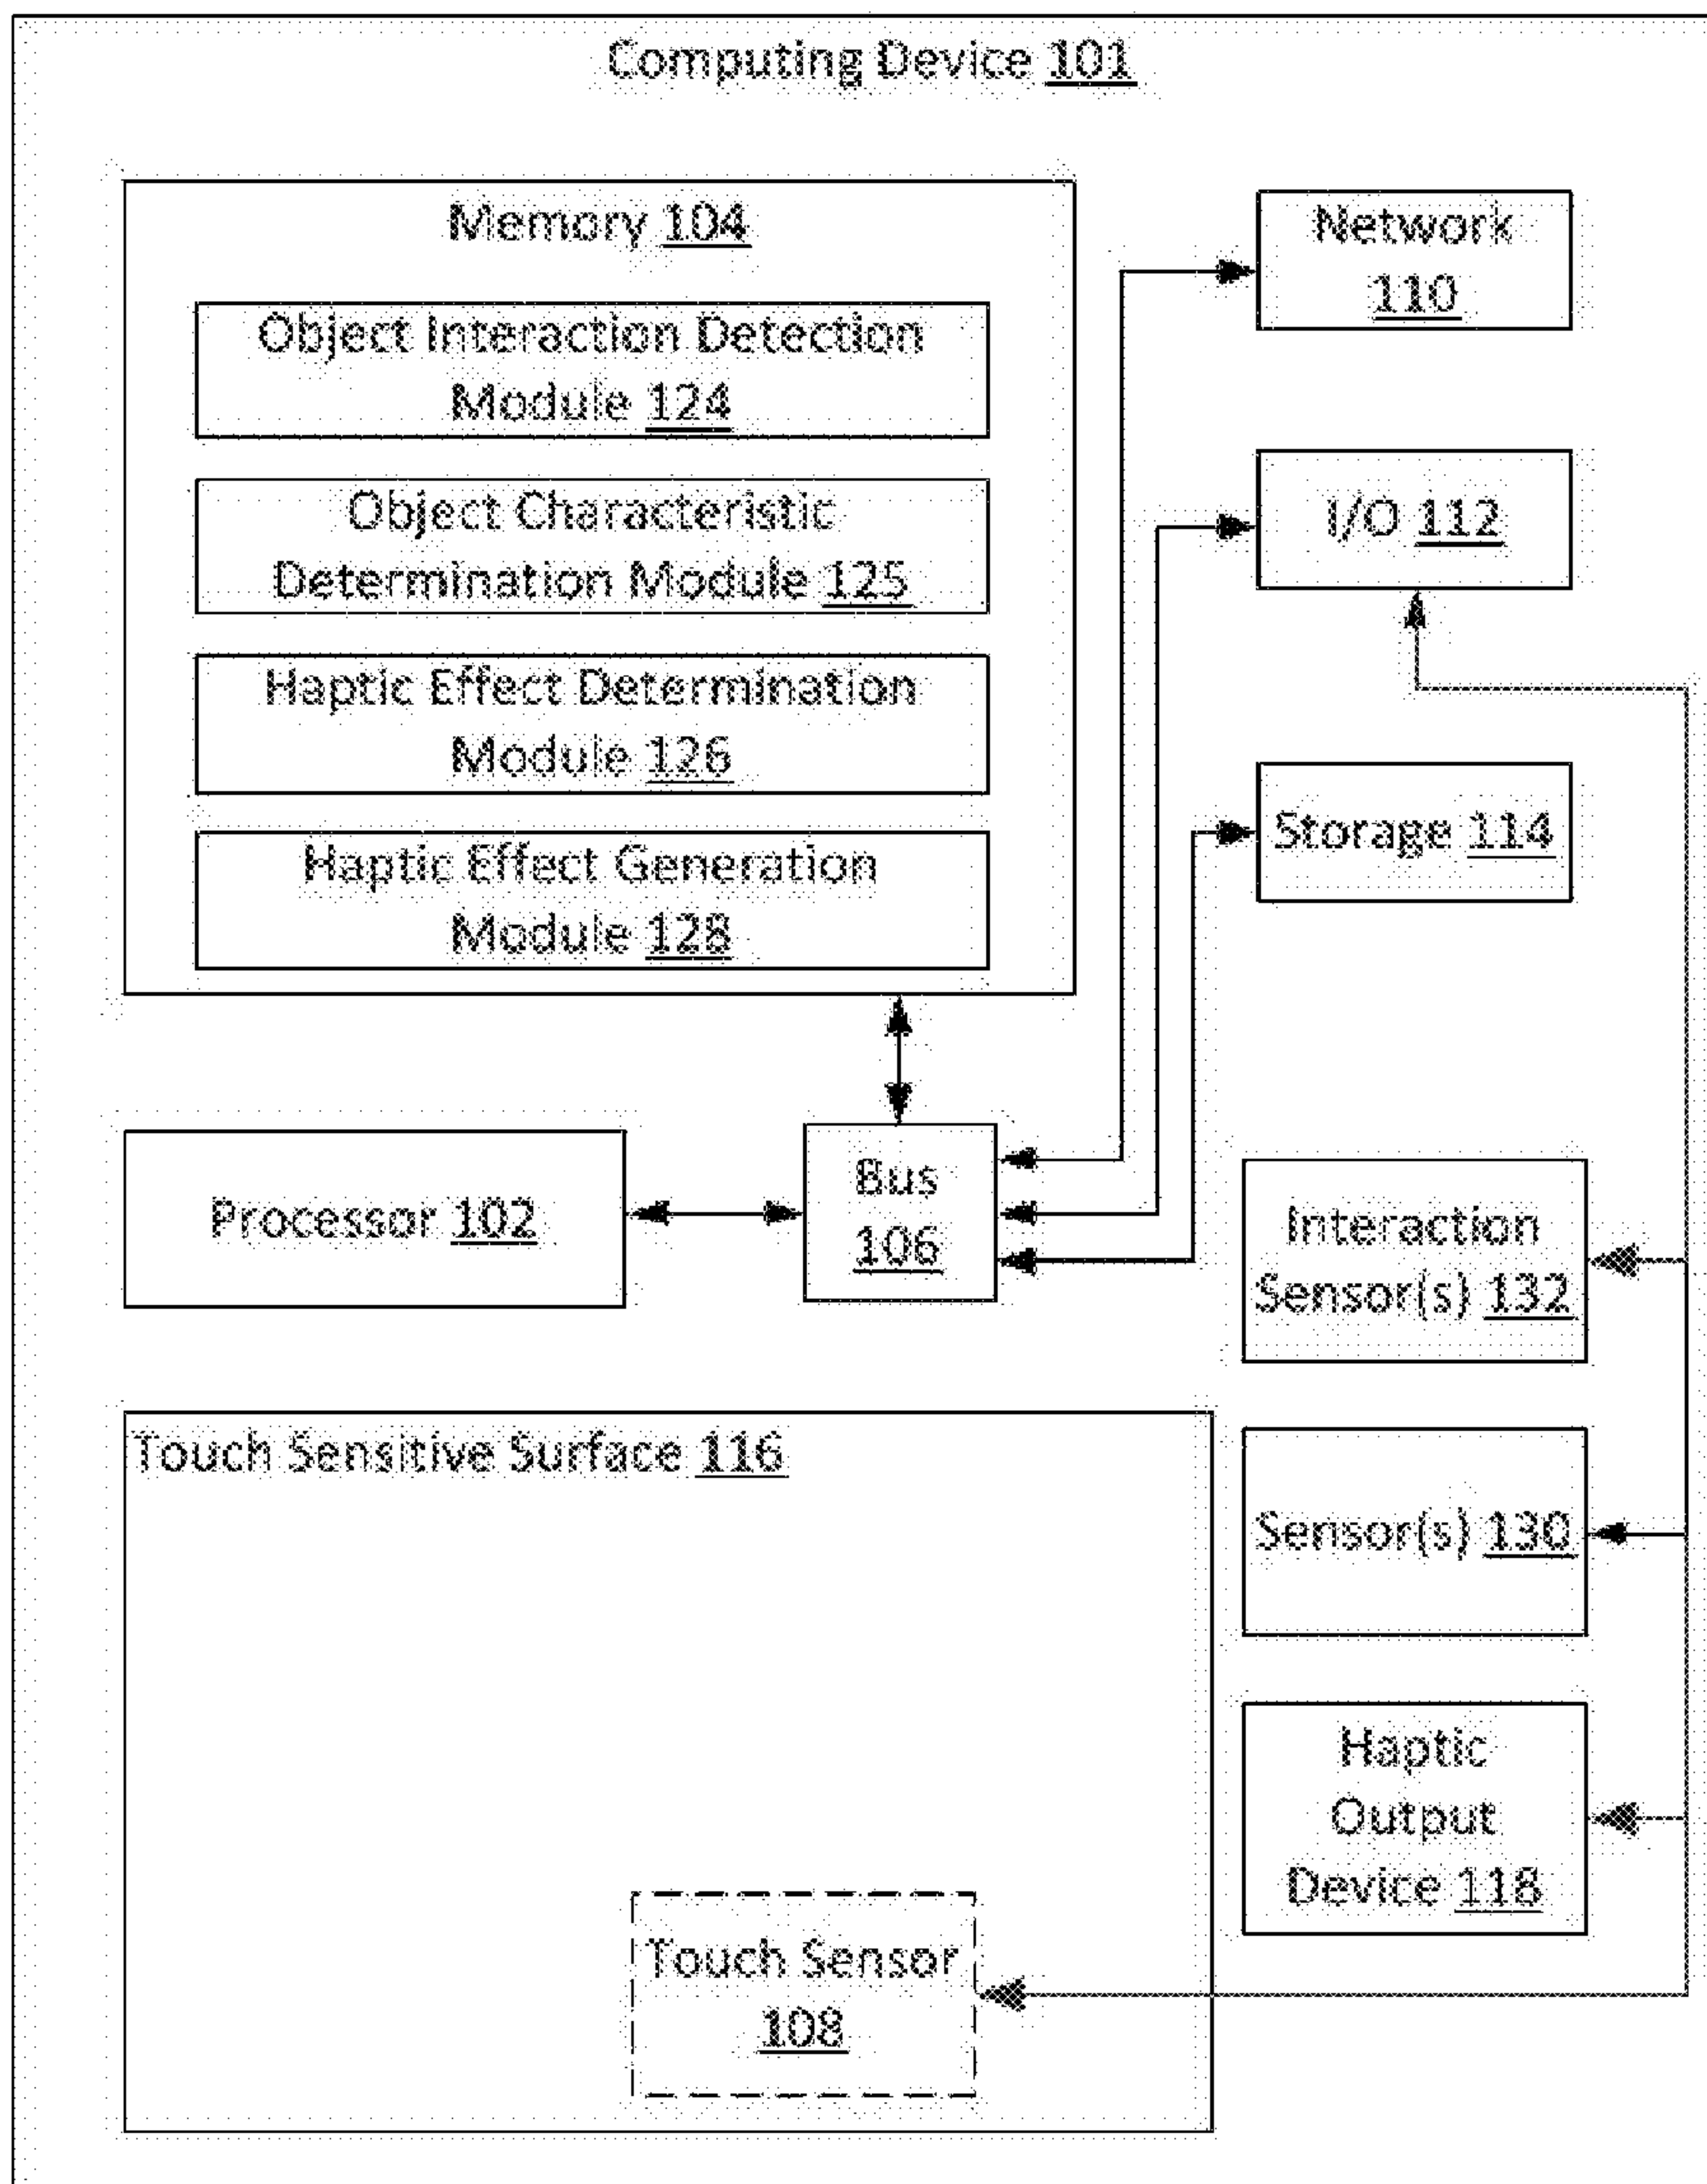 Computing Device 101
Memory 104
Object Interaction Detection
Module 124
Object Characteristic
Determination Module 125
Haptic Effect Determination
Module 126
Haptic Effect Generation
Module 128
Network
110
I/O 112
Storage 114
Processor 102
Bus
106
Interaction
Sensor(s) 132
Touch Sensitive Surface 116
Sensor(s) 130
Haptic
Output
Device 118
Touch Sensor
108